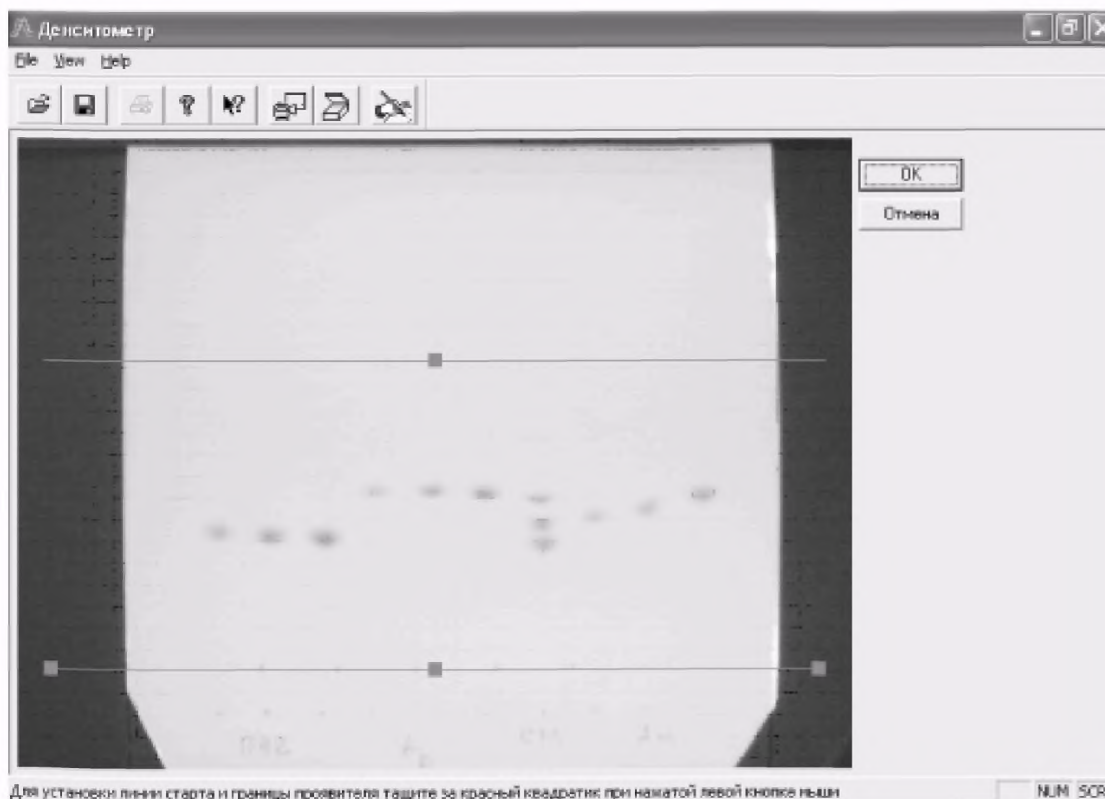 Денситометр
File View Help
OK
Отмена
Для установки линии старта и границы проявителя тащите за красный квадратик при нажатой левой кнопке мыши
NUM SCR